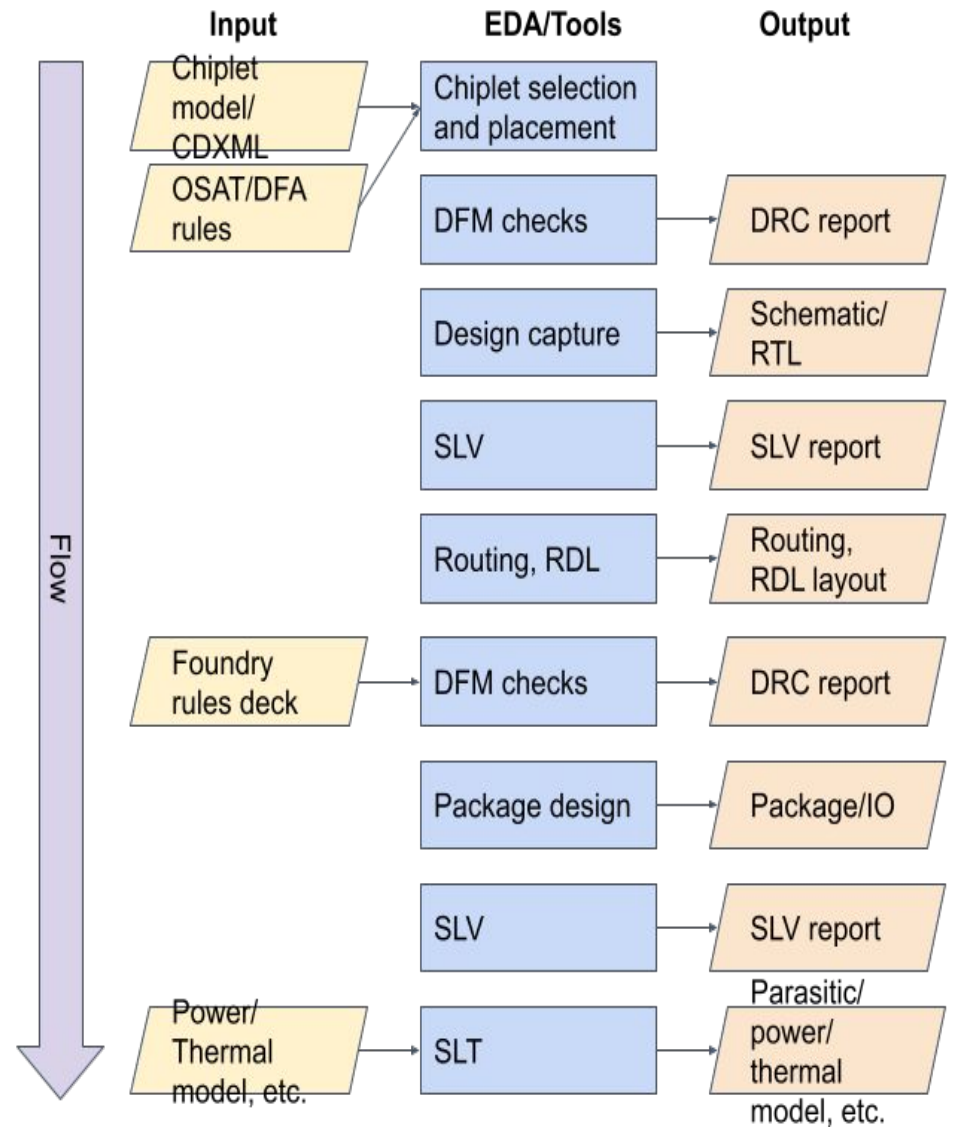 Input
EDA/Tools
Output
Chiplet
model/
CDXML
Chiplet selection
and placement
OSAT/DFA
rules
DFM checks
DRC report
Design capture
Schematic/
RTL
SLV
SLV report
Flow
Routing, RDL
Routing,
RDL layout
Foundry
rules deck
DFM checks
DRC report
Package design
Package/IO
SLV
SLV report
Power/
Thermal
model, etc.
SLT
Parasitic/
power/
thermal
model, etc.